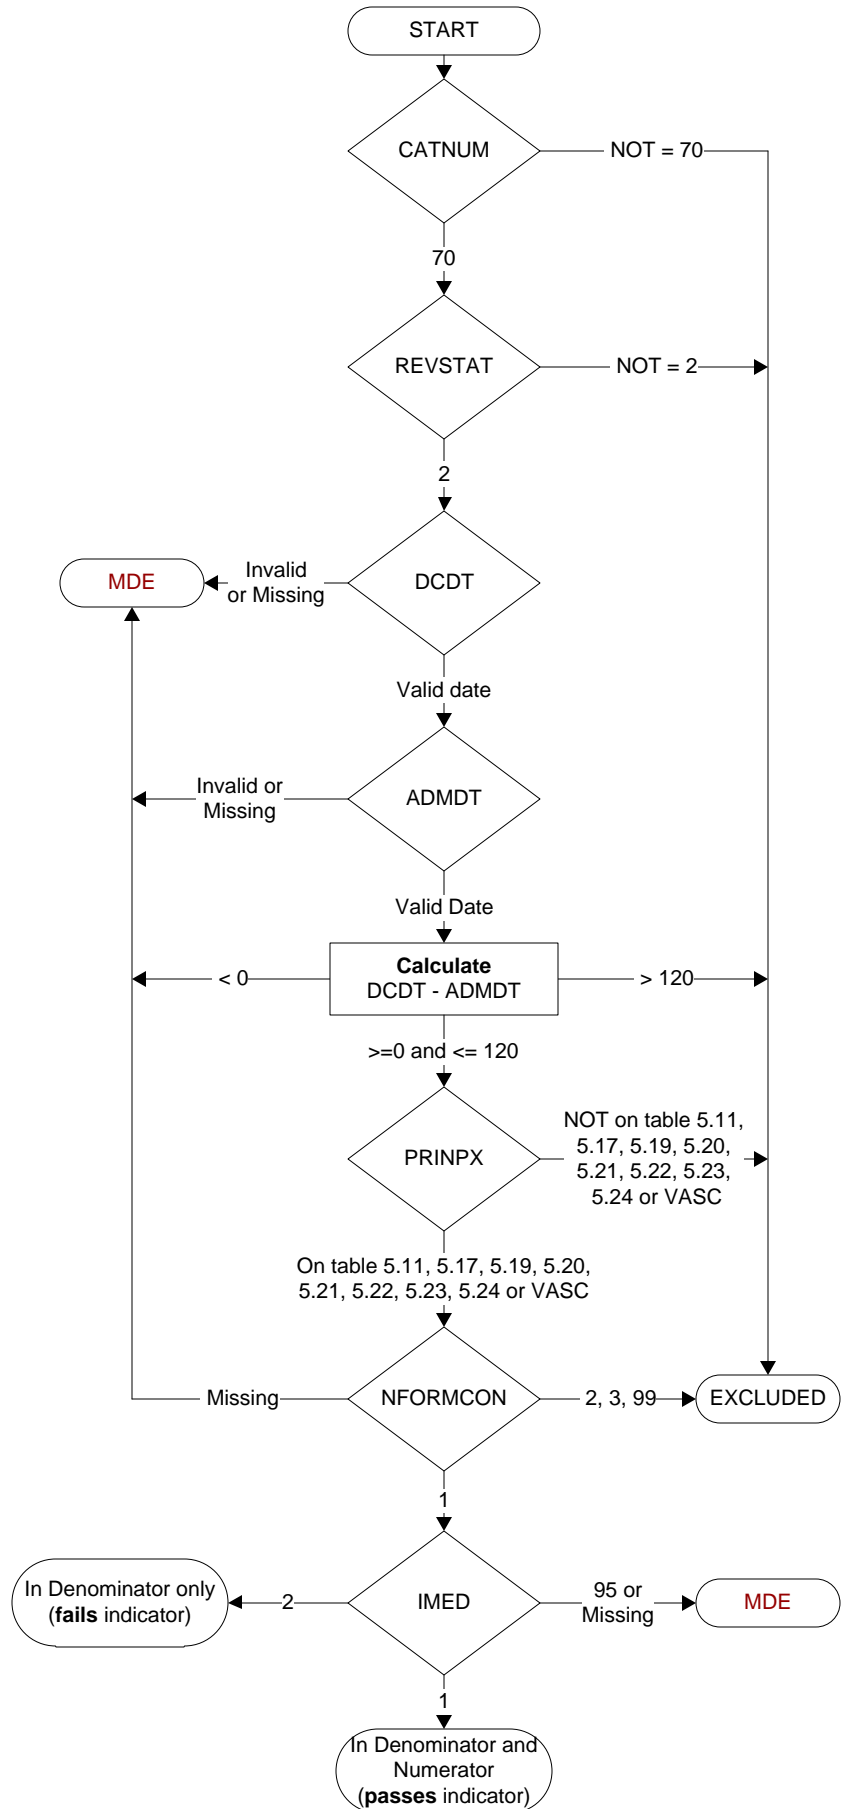 START
CATNUM
NOT = 70
70
REVSTAT
NOT = 2
2
MDE
Invalid
or Missing
DCDT
Valid date
Invalid or
Missing
ADMDT
Valid Date
< 0
Calculate
DCDT - ADMDT
> 120
>=0 and <= 120
PRINPX
NOT on table 5.11,
5.17, 5.19, 5.20,
5.21, 5.22, 5.23,
5.24 or VASC
On table 5.11, 5.17, 5.19, 5.20,
5.21, 5.22, 5.23, 5.24 or VASC
Missing
NFORMCON
2, 3, 99
EXCLUDED
1
In Denominator only
(fails indicator)
2
IMED
95 or
Missing
MDE
1
In Denominator and
Numerator
(passes indicator)